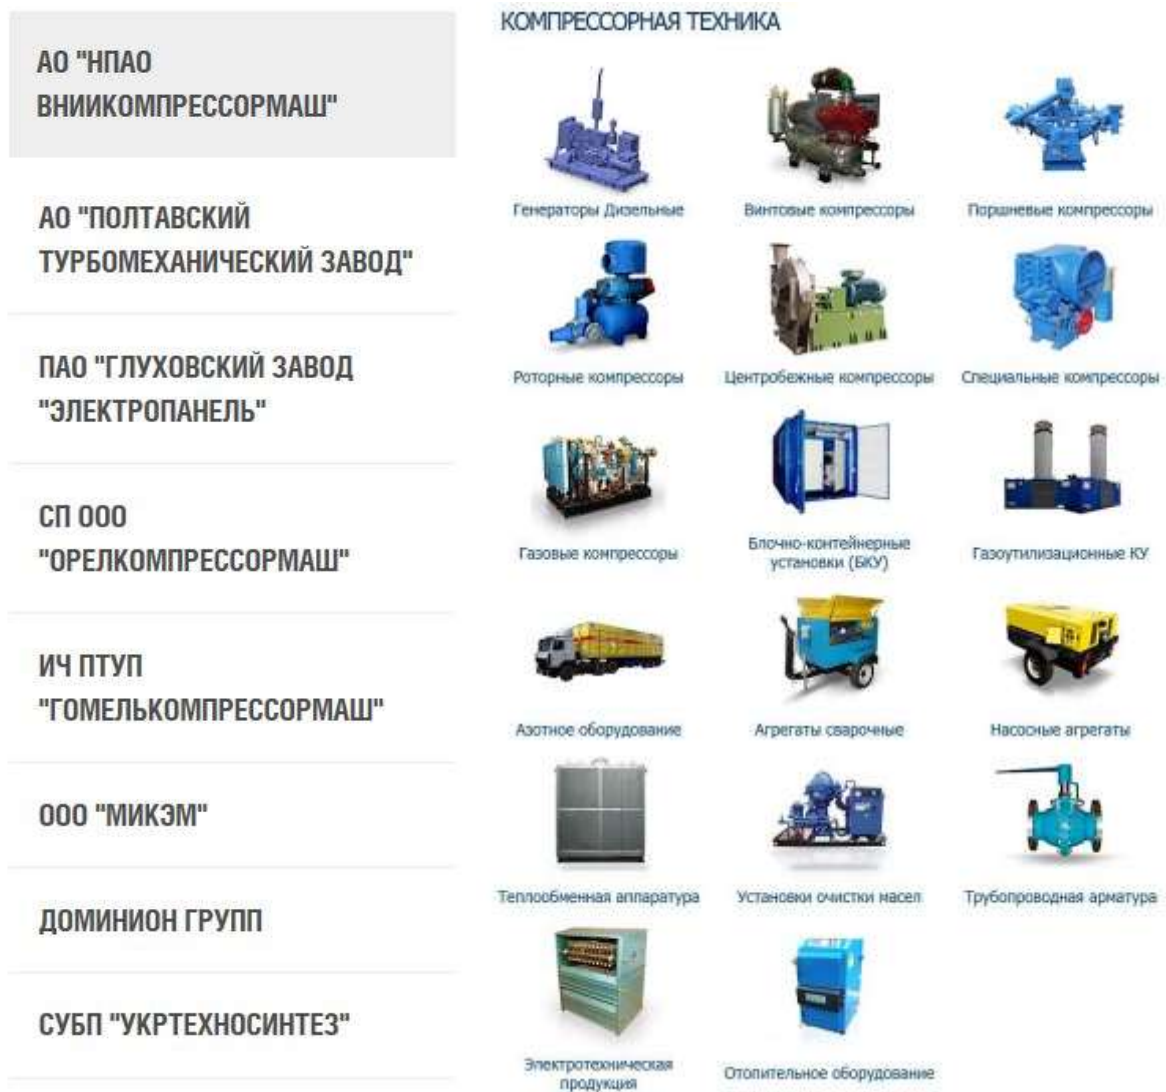 АО "НПАО
ВНИИКОМПРЕССОРМАШ"
АО "ПОЛТАВСКИЙ
ТУРБОМЕХАНИЧЕСКИЙ ЗАВОД"
ПАО "ГЛУХОВСКИЙ ЗАВОД
"ЭЛЕКТРОПАНЕЛЬ"
СП ООО
"ОРЕЛКОМПРЕССОРМАШ"
ИЧ ПТУП
"ГОМЕЛЬКОМПРЕССОРМАШ"
ООО "МИКЭМ"
ДОМИНИОН ГРУПП
СУБП "УКРТЕХНОСИНТЕЗ"
КОМПРЕССОРНАЯ ТЕХНИКА
Генераторы Дизельные
Винтовые компрессоры
Поршневые компрессоры
Роторные компрессоры
Центробежные компрессоры
Специальные компрессоры
Газовые компрессоры
Блочно-контейнерные
установки (БКУ)
Газоутилизационные КУ
Азотное оборудование
Агрегаты сварочные
Насосные агрегаты
Теплообменная аппаратура
Установки очистки масел
Трубопроводная арматура
Электротехническая
продукция
Отопительное оборудование